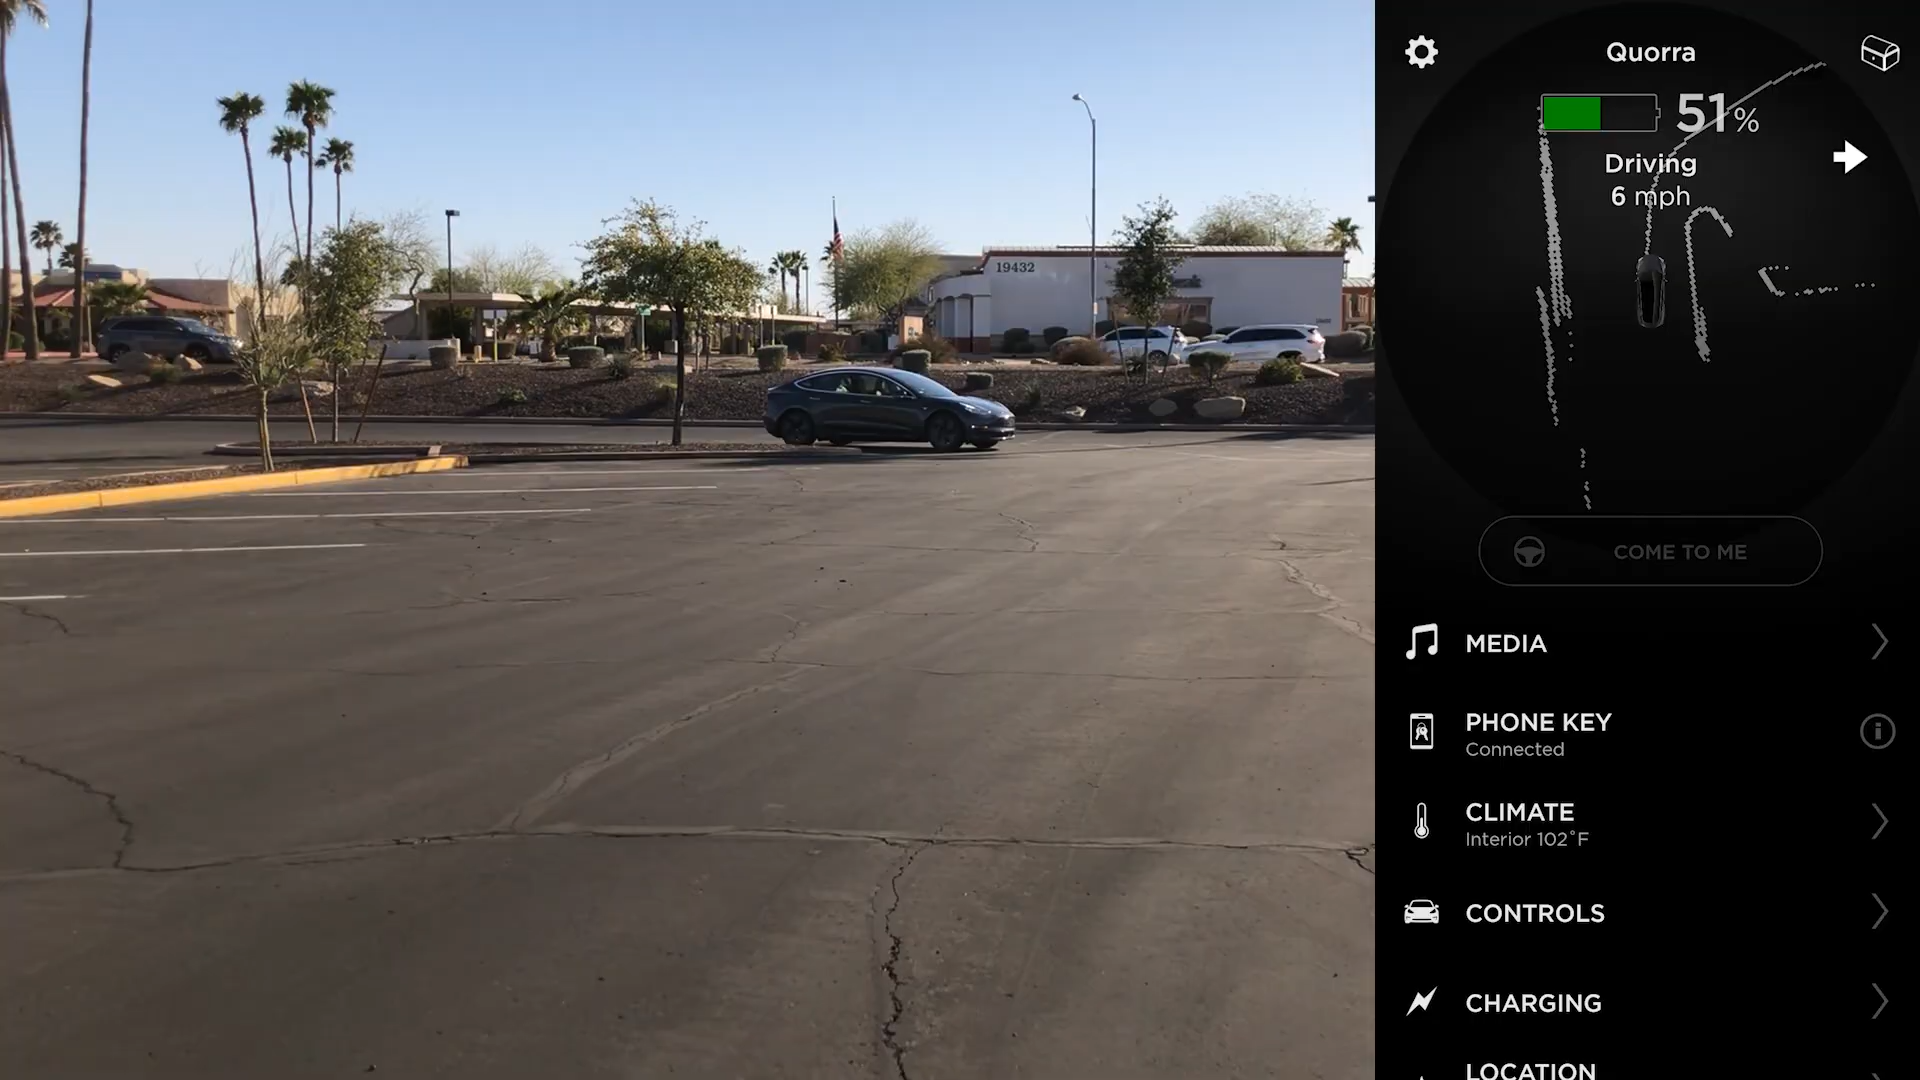 19432
Quorra
51%
Driving
6 mph
COME TO ME
MEDIA
PHONE KEY
Connected
CLIMATE
Interior 102°F
CONTROLS
CHARGING
LOCATION